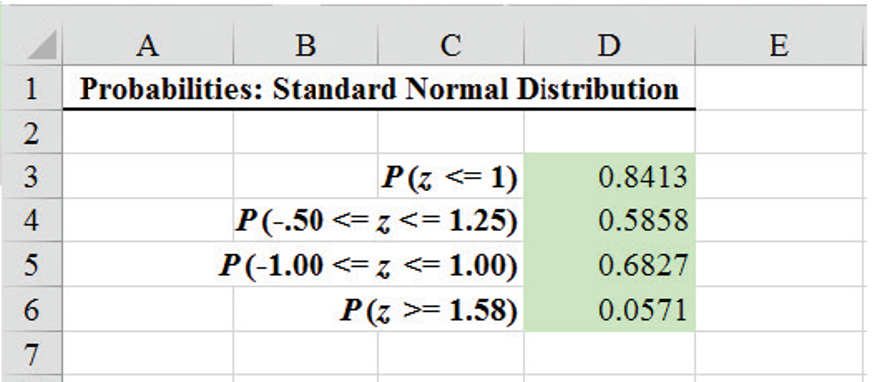 A B C D E
1 Probabilities: Standard Normal Distribution
2
3 P(z <= 1) 0.8413
4 P(-.50 <= z <= 1.25) 0.5858
5 P(-1.00 <= z <= 1.00) 0.6827
6 P(z >= 1.58) 0.0571
7